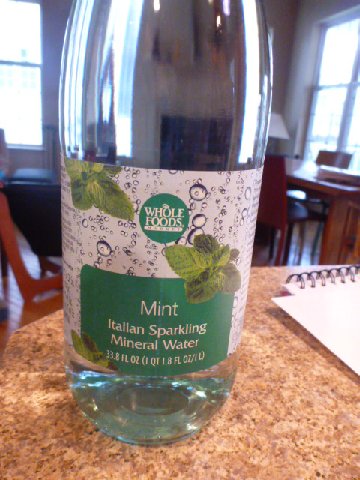 WHOLE
FOODS
MARKET
Mint
Italian Sparkling
Mineral Water
33.8 FL OZ (1 QT 1.8 FL OZ/1 L)